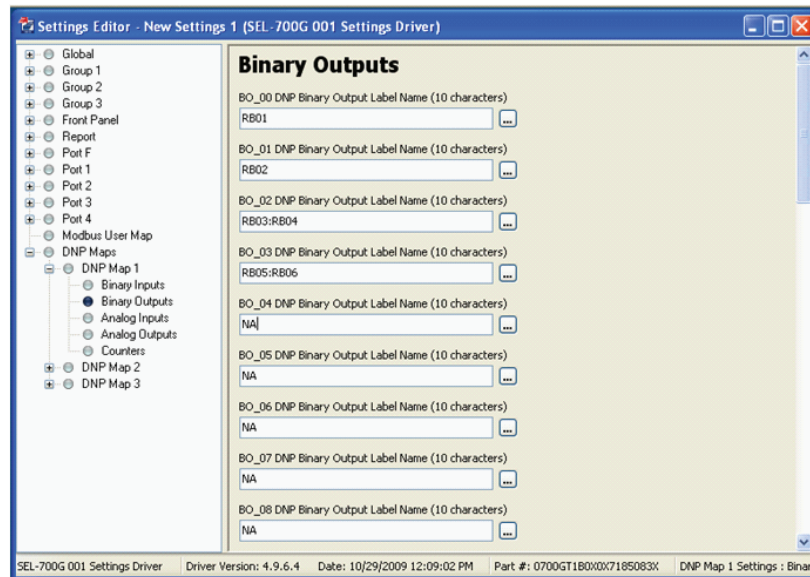 Settings Editor - New Settings 1 (SEL-700G 001 Settings Driver)
Global
Group 1
Group 2
Group 3
Front Panel
Report
Port F
Port 1
Port 2
Port 3
Port 4
Modbus User Map
DNP Maps
DNP Map 1
Binary Inputs
Binary Outputs
Analog Inputs
Analog Outputs
Counters
DNP Map 2
DNP Map 3
Binary Outputs
BO_00 DNP Binary Output Label Name (10 characters)
RB01
...
BO_01 DNP Binary Output Label Name (10 characters)
RB02
...
BO_02 DNP Binary Output Label Name (10 characters)
RB03:RB04
...
BO_03 DNP Binary Output Label Name (10 characters)
RB05:RB06
...
BO_04 DNP Binary Output Label Name (10 characters)
NA
...
BO_05 DNP Binary Output Label Name (10 characters)
NA
...
BO_06 DNP Binary Output Label Name (10 characters)
NA
...
BO_07 DNP Binary Output Label Name (10 characters)
NA
...
BO_08 DNP Binary Output Label Name (10 characters)
NA
...
SEL-700G 001 Settings Driver Driver Version: 4.9.6.4 Date: 10/29/2009 12:09:02 PM Part #: 0700GT1B0X0X7185083X DNP Map 1 Settings : Binar